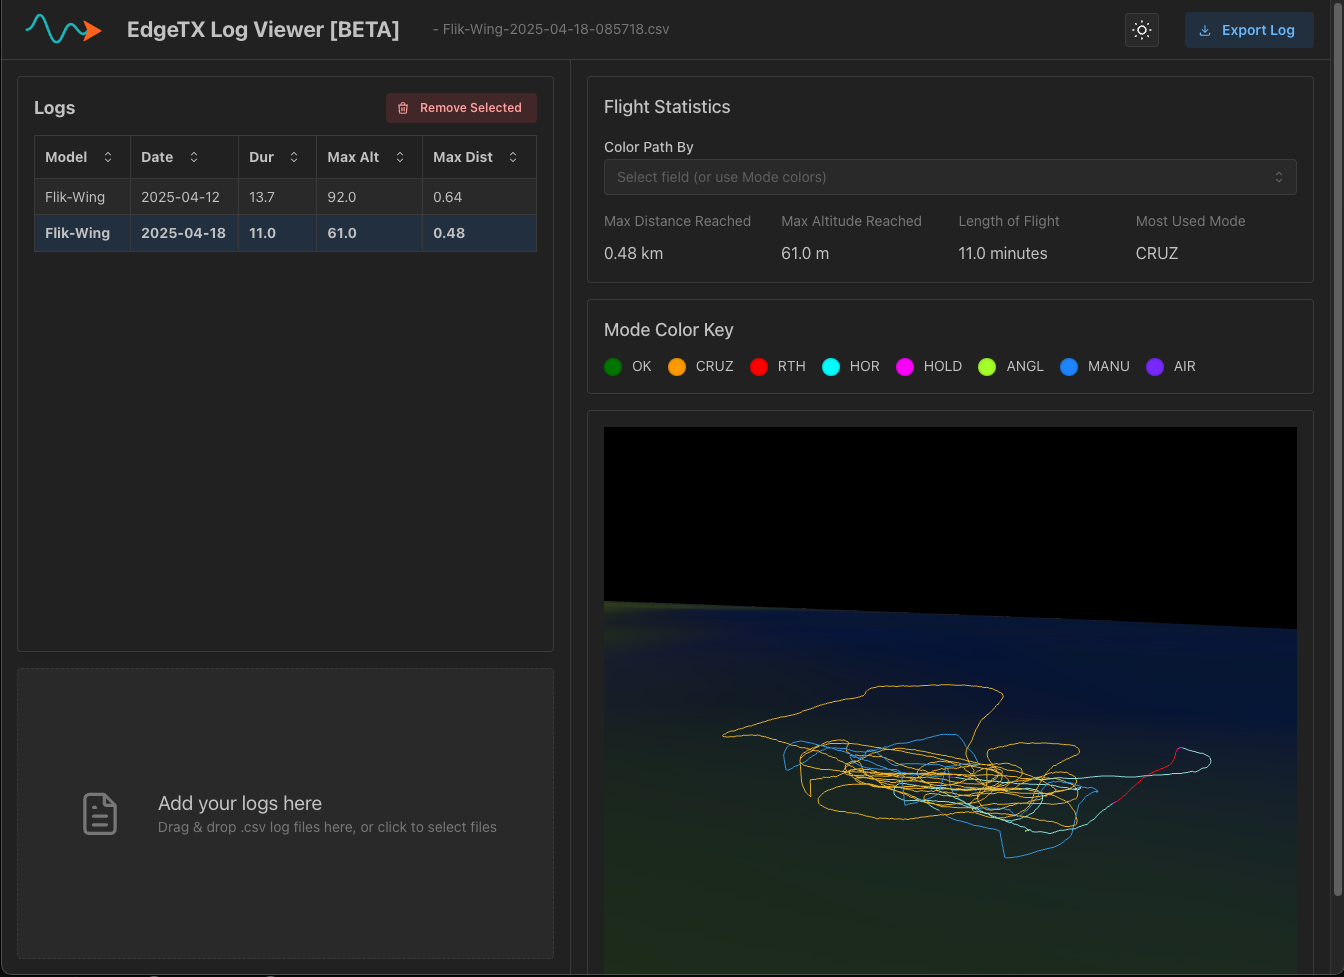 EdgeTX Log Viewer [BETA]
- Flik-Wing-2025-04-18-085718.csv
Export Log
Logs
Remove Selected
Model Date Dur Max Alt Max Dist
Flik-Wing 2025-04-12 13.7 92.0 0.64
Flik-Wing 2025-04-18 11.0 61.0 0.48
Add your logs here
Drag & drop .csv log files here, or click to select files
Flight Statistics
Color Path By
Select field (or use Mode colors)
Max Distance Reached Max Altitude Reached Length of Flight Most Used Mode
0.48 km 61.0 m 11.0 minutes CRUZ
Mode Color Key
OK CRUZ RTH HOR HOLD ANGL MANU AIR